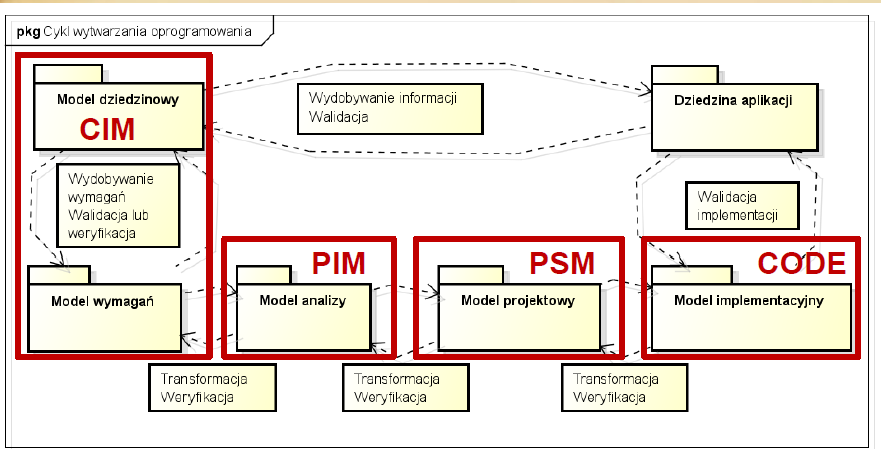 pkg Cykl wytwarzania oprogramowania
Model dziedzinowy
CIM
Wydobywanie informacji
Walidacja
Dziedzina aplikacji
Wydobywanie
wymagań
Walidacja lub
weryfikacja
Walidacja
implementacji
PIM
PSM
CODE
Model wymagań
Model analizy
Model projektowy
Model implementacyjny
Transformacja
Weryfikacja
Transformacja
Weryfikacja
Transformacja
Weryfikacja